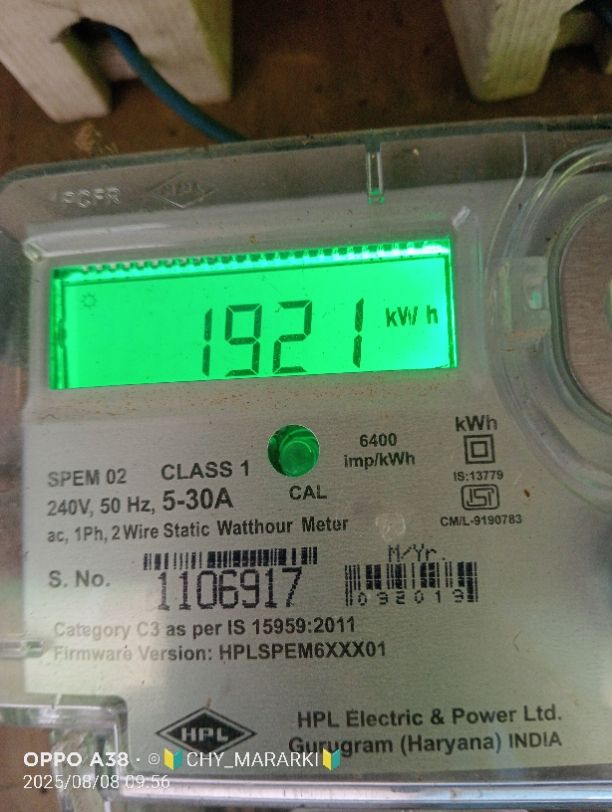 HPL
1921 kW h
6400
imp/kWh
kWh
IS:13779
CM/L-9190783
SPEM 02 CLASS 1
CAL
240V, 50 Hz, 5-30A
ac, 1Ph, 2 Wire Static Watthour Meter
M/Yr.
S. No. 1106917
092019
Category C3 as per IS 15959:2011
Firmware Version: HPLSPEM6XXX01
HPL
HPL Electric & Power Ltd.
Gurugram (Haryana) INDIA
OPPO A38 · ©🔰CHY_MARARKI🔰
2025/08/08 09:56